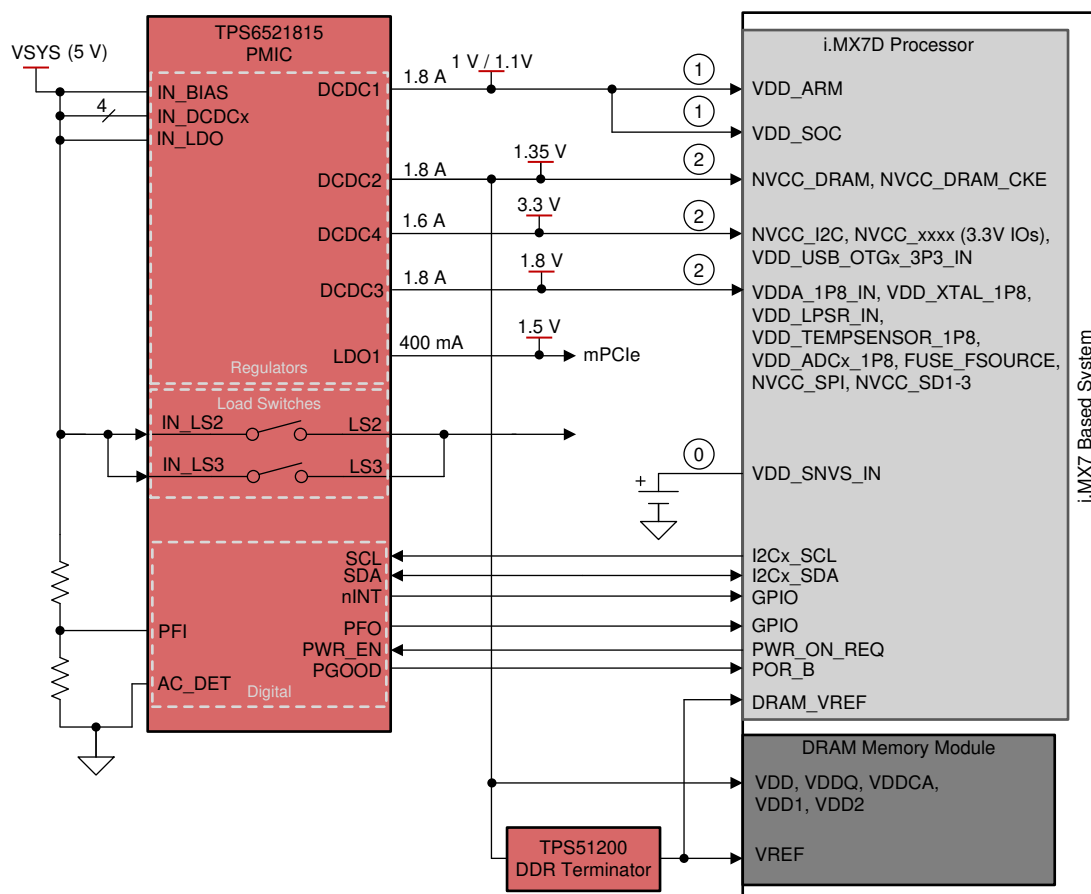 TPS6521815
PMIC
VSYS (5 V)
IN_BIAS
4
IN_DCDCx
IN_LDO
DCDC1
1.8 A
1 V / 1.1V
DCDC2
1.8 A
1.35 V
DCDC4
1.6 A
3.3 V
DCDC3
1.8 A
1.8 V
LDO1
400 mA
1.5 V
mPCIe
Regulators
Load Switches
IN_LS2
LS2
IN_LS3
LS3
SCL
SDA
nINT
PFI
PFO
PWR_EN
PGOOD
AC_DET
Digital
i.MX7D Processor
1
VDD_ARM
1
VDD_SOC
2
NVCC_DRAM, NVCC_DRAM_CKE
2
NVCC_I2C, NVCC_xxxx (3.3V IOs),
VDD_USB_OTGx_3P3_IN
2
VDDA_1P8_IN, VDD_XTAL_1P8,
VDD_LPSR_IN,
VDD_TEMPSENSOR_1P8,
VDD_ADCx_1P8, FUSE_FSOURCE,
NVCC_SPI, NVCC_SD1-3
0
VDD_SNVS_IN
+
I2Cx_SCL
I2Cx_SDA
GPIO
GPIO
PWR_ON_REQ
POR_B
DRAM_VREF
i.MX7 Based System
DRAM Memory Module
VDD, VDDQ, VDDCA,
VDD1, VDD2
VREF
TPS51200
DDR Terminator